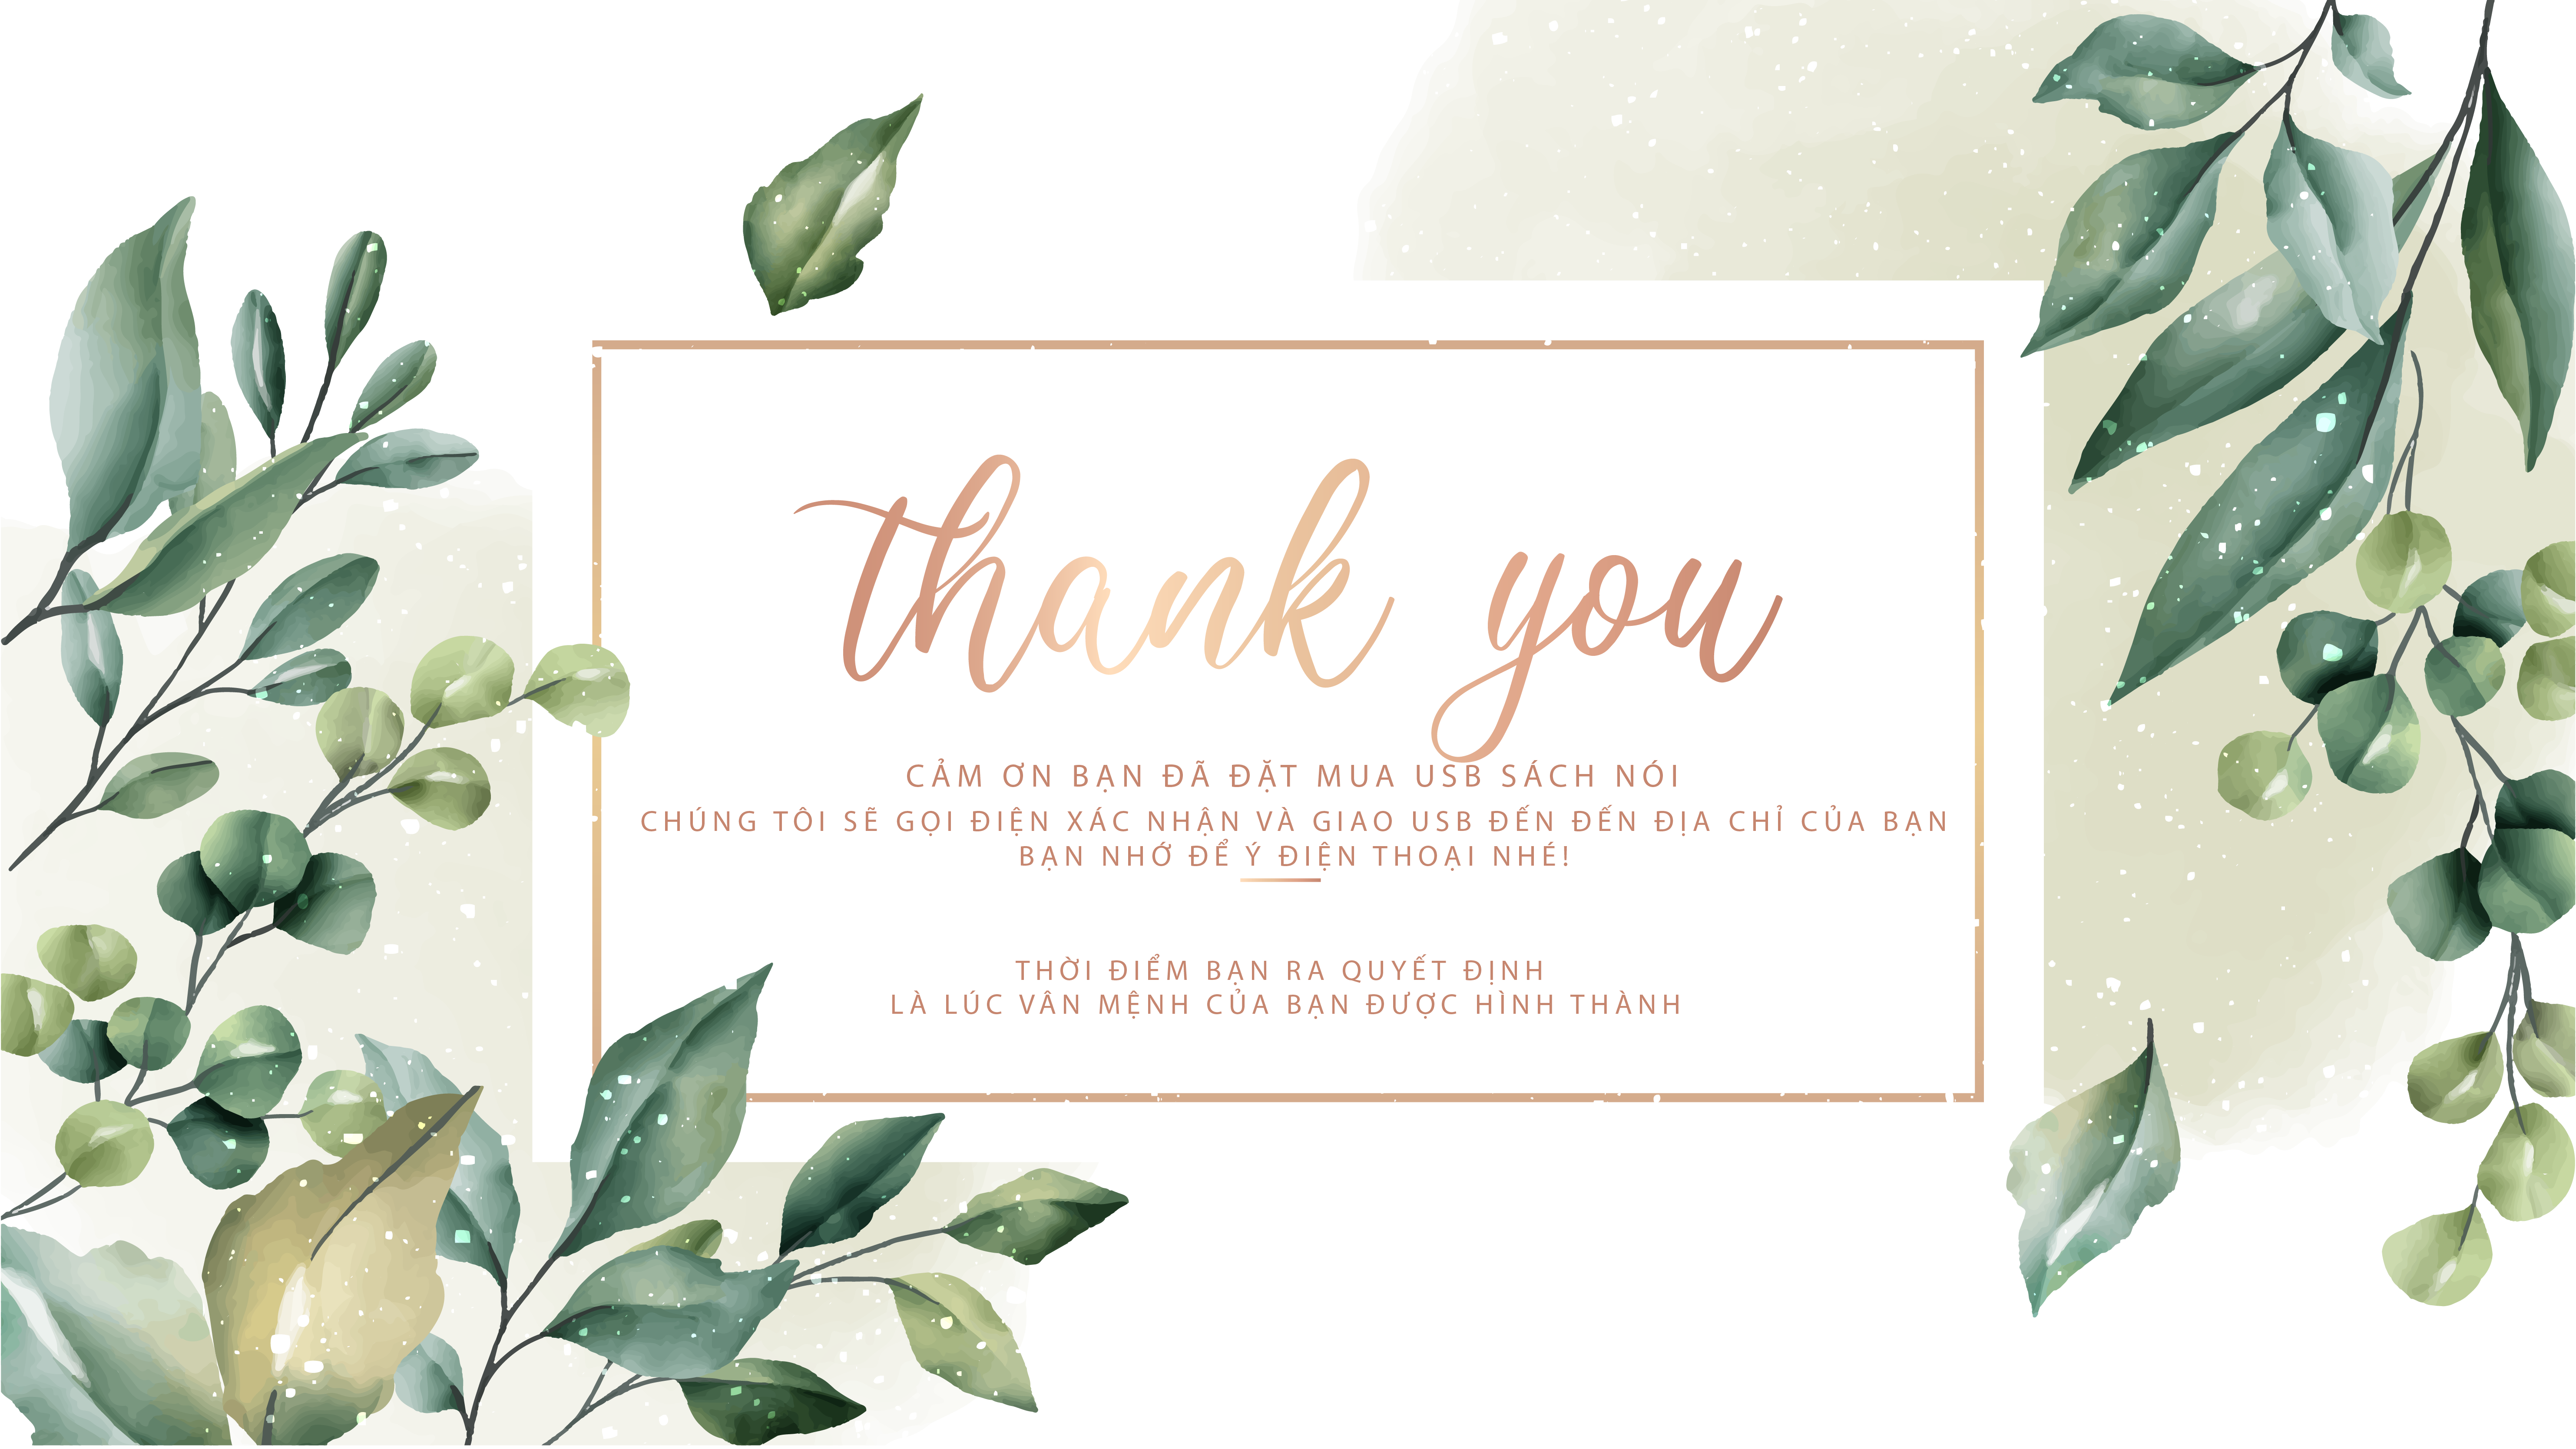 thank you
CẢM ƠN BẠN ĐÃ ĐẶT MUA USB SÁCH NÓI
CHÚNG TÔI SẼ GỌI ĐIỆN XÁC NHẬN VÀ GIAO USB ĐẾN ĐẾN ĐỊA CHỈ CỦA BẠN
BẠN NHỚ ĐỂ Ý ĐIỆN THOẠI NHÉ!
THỜI ĐIỂM BẠN RA QUYẾT ĐỊNH
LÀ LÚC VÂN MỆNH CỦA BẠN ĐƯỢC HÌNH THÀNH